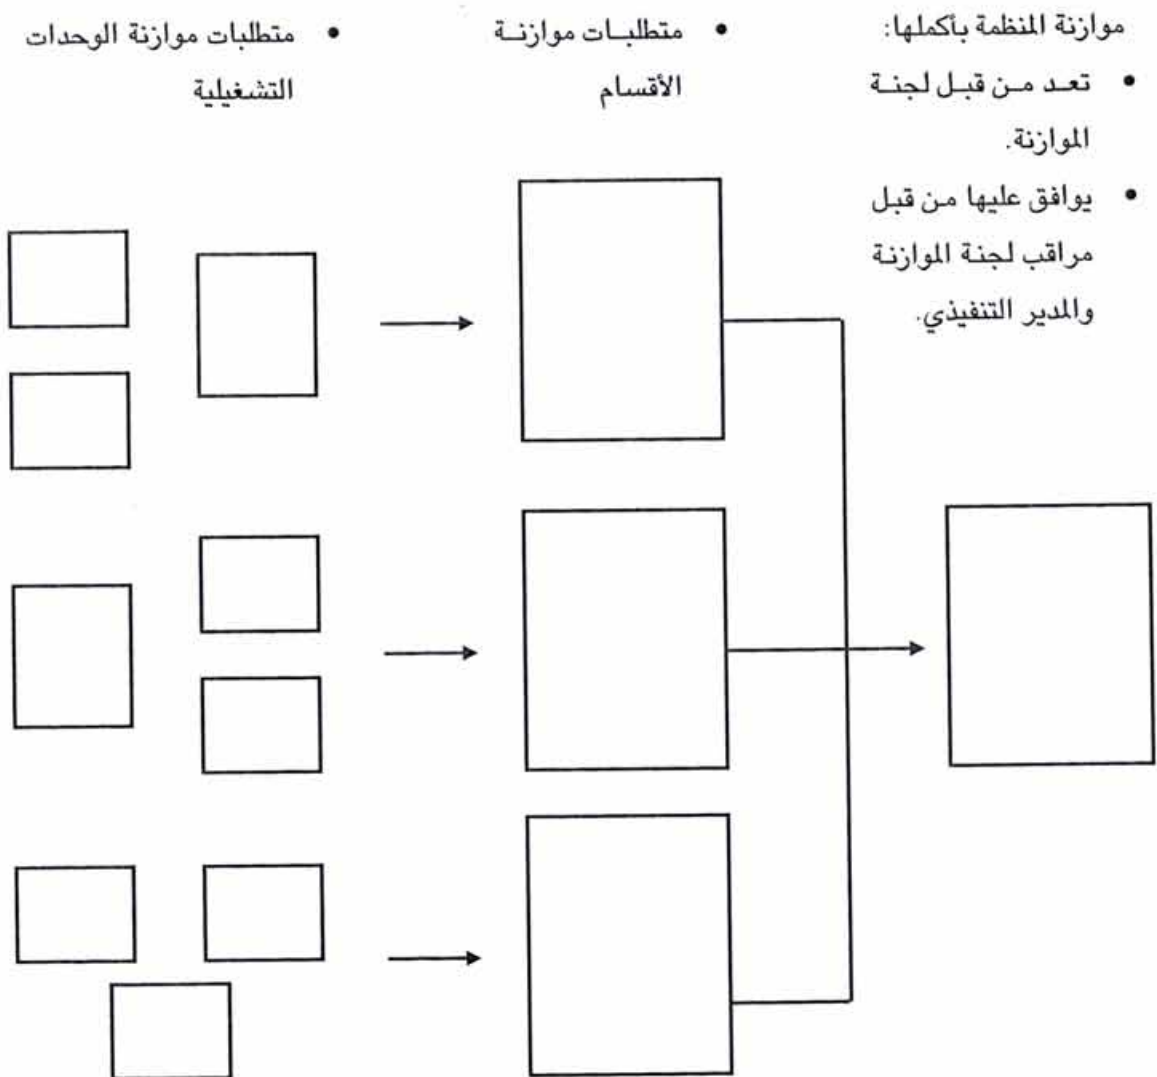 موازنة المنظمة بأكملها:
• تعد من قبل لجنة
الموازنة.
• يوافق عليها من قبل
مراقب لجنة الموازنة
والمدير التنفيذي.
• متطلبات موازنة
الأقسام
• متطلبات موازنة الوحدات
التشغيلية